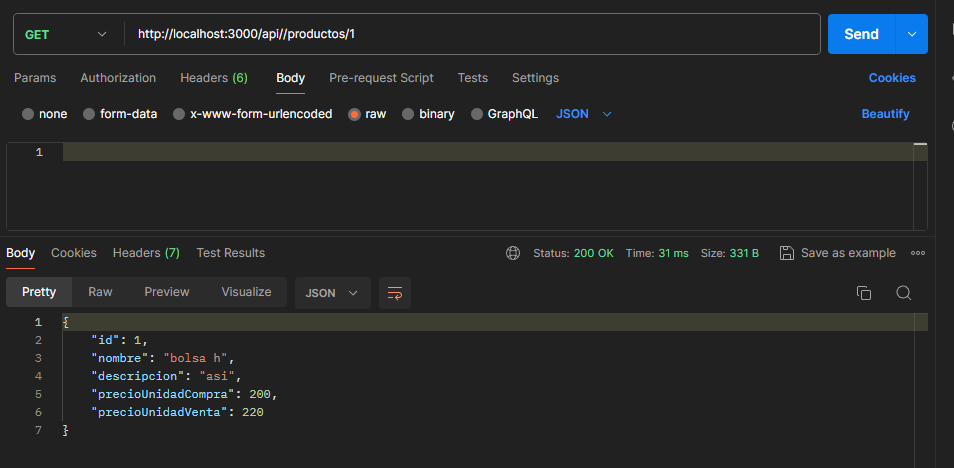 GET http://localhost:3000/api//productos/1 Send
Params Authorization Headers (6) Body Pre-request Script Tests Settings Cookies
none form-data x-www-form-urlencoded raw binary GraphQL JSON Beautify
1
Body Cookies Headers (7) Test Results Status: 200 OK Time: 31 ms Size: 331 B Save as example
Pretty Raw Preview Visualize JSON
1 {
2 "id": 1,
3 "nombre": "bolsa h",
4 "descripcion": "asi",
5 "precioUnidadCompra": 200,
6 "precioUnidadVenta": 220
7 }